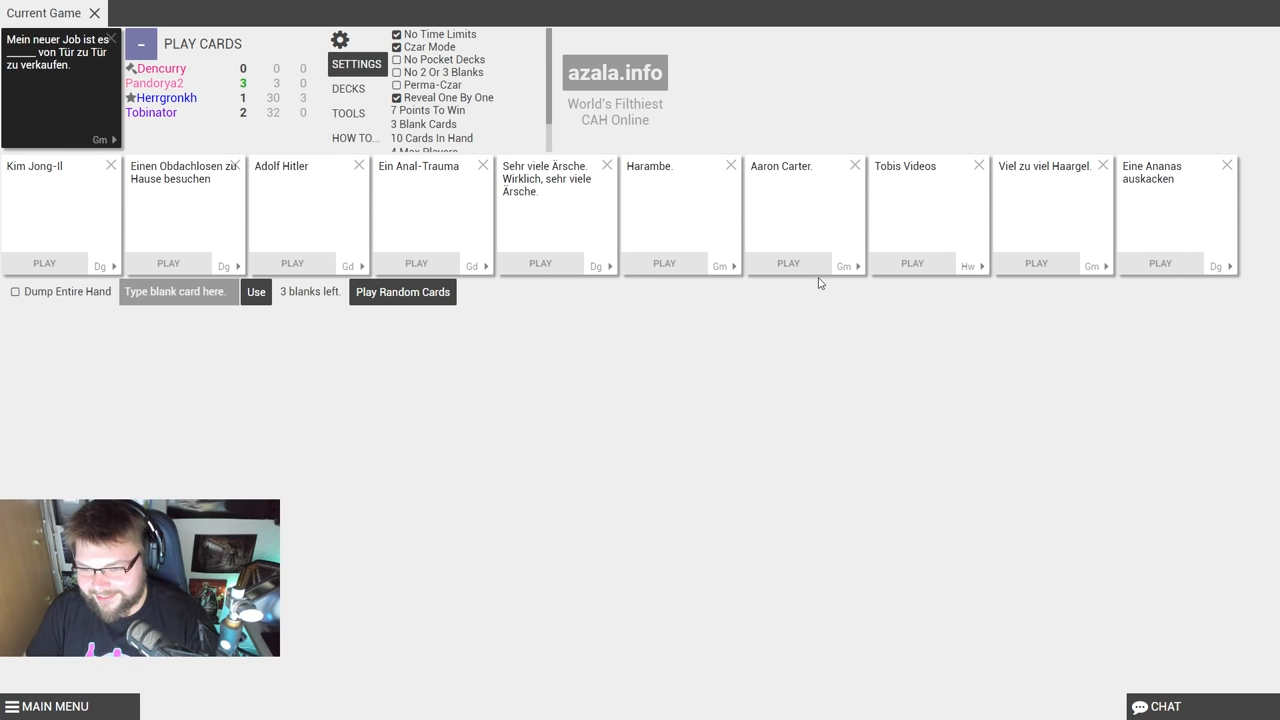 Current Game
Mein neuer Job ist es
______ von Tür zu Tür
zu verkaufen.
Gm
–
PLAY CARDS
Dencurry 0 0 0
Pandorya2 3 3 0
Herrgronkh 1 30 3
Tobinator 2 32 0
SETTINGS
DECKS
TOOLS
HOW TO...
No Time Limits
Czar Mode
No Pocket Decks
No 2 Or 3 Blanks
Perma-Czar
Reveal One By One
7 Points To Win
3 Blank Cards
10 Cards In Hand
4 Max Players
azala.info
World's Filthiest
CAH Online
Kim Jong-Il
PLAY
Dg
Einen Obdachlosen zu
Hause besuchen
PLAY
Dg
Adolf Hitler
PLAY
Gd
Ein Anal-Trauma
PLAY
Gd
Sehr viele Ärsche.
Wirklich, sehr viele
Ärsche.
PLAY
Dg
Harambe.
PLAY
Gm
Aaron Carter.
PLAY
Gm
Tobis Videos
PLAY
Hw
Viel zu viel Haargel.
PLAY
Gm
Eine Ananas
auskacken
PLAY
Dg
Dump Entire Hand
Type blank card here.
Use
3 blanks left.
Play Random Cards
MAIN MENU
CHAT